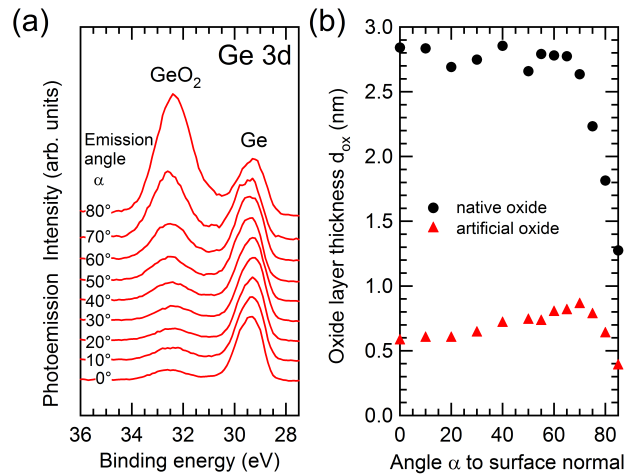 (a)
Ge 3d
GeO2
Ge
Emission
angle
α
80°
70°
60°
50°
40°
30°
20°
10°
0°
Photoemission Intensity (arb. units)
36 34 32 30 28
Binding energy (eV)
(b)
3.0
2.5
2.0
1.5
1.0
0.5
0.0
Oxide layer thickness dox (nm)
native oxide
artificial oxide
0 20 40 60 80
Angle α to surface normal